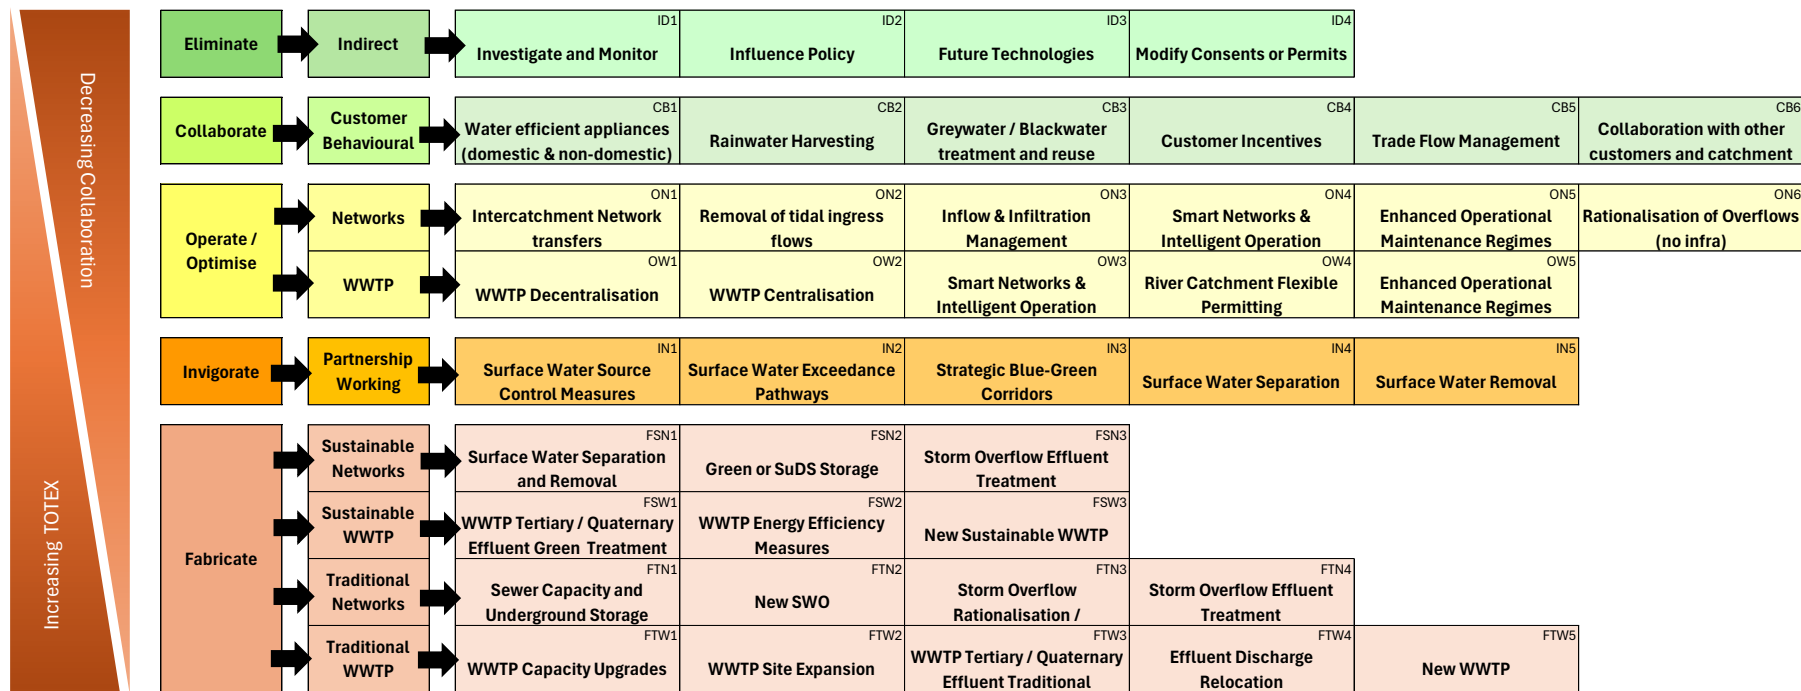 Decreasing Collaboration
Increasing TOTEX
Eliminate
Indirect
ID1
Investigate and Monitor
ID2
Influence Policy
ID3
Future Technologies
ID4
Modify Consents or Permits
Collaborate
Customer
Behavioural
CB1
Water efficient appliances
(domestic & non-domestic)
CB2
Rainwater Harvesting
CB3
Greywater / Blackwater
treatment and reuse
CB4
Customer Incentives
CB5
Trade Flow Management
CB6
Collaboration with other
customers and catchment
Operate /
Optimise
Networks
ON1
Intercatchment Network
transfers
ON2
Removal of tidal ingress
flows
ON3
Inflow & Infiltration
Management
ON4
Smart Networks &
Intelligent Operation
ON5
Enhanced Operational
Maintenance Regimes
ON6
Rationalisation of Overflows
(no infra)
WWTP
OW1
WWTP Decentralisation
OW2
WWTP Centralisation
OW3
Smart Networks &
Intelligent Operation
OW4
River Catchment Flexible
Permitting
OW5
Enhanced Operational
Maintenance Regimes
Invigorate
Partnership
Working
IN1
Surface Water Source
Control Measures
IN2
Surface Water Exceedance
Pathways
IN3
Strategic Blue-Green
Corridors
IN4
Surface Water Separation
IN5
Surface Water Removal
Fabricate
Sustainable
Networks
FSN1
Surface Water Separation
and Removal
FSN2
Green or SuDS Storage
FSN3
Storm Overflow Effluent
Treatment
Sustainable
WWTP
FSW1
WWTP Tertiary / Quaternary
Effluent Green Treatment
FSW2
WWTP Energy Efficiency
Measures
FSW3
New Sustainable WWTP
Traditional
Networks
FTN1
Sewer Capacity and
Underground Storage
FTN2
New SWO
FTN3
Storm Overflow
Rationalisation /
FTN4
Storm Overflow Effluent
Treatment
Traditional
WWTP
FTW1
WWTP Capacity Upgrades
FTW2
WWTP Site Expansion
FTW3
WWTP Tertiary / Quaternary
Effluent Traditional
FTW4
Effluent Discharge
Relocation
FTW5
New WWTP